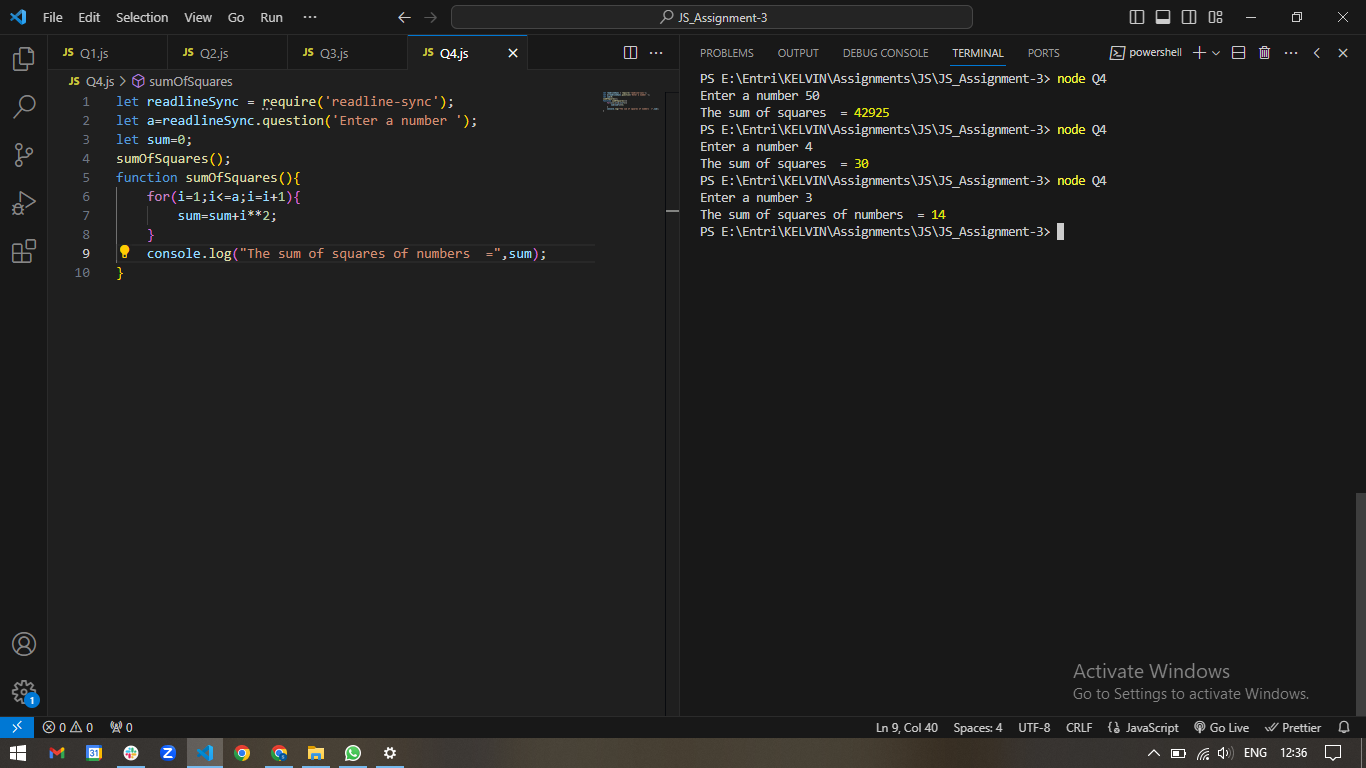 File Edit Selection View Go Run ··· JS_Assignment-3
JS Q1.js JS Q2.js JS Q3.js JS Q4.js
JS Q4.js > sumOfSquares
1 let readlineSync = require('readline-sync');
2 let a=readlineSync.question('Enter a number ');
3 let sum=0;
4 sumOfSquares();
5 function sumOfSquares(){
6 for(i=1;i<=a;i=i+1){
7 sum=sum+i**2;
8 }
9 console.log("The sum of squares of numbers  =",sum);
10 }
PROBLEMS OUTPUT DEBUG CONSOLE TERMINAL PORTS powershell
PS E:\Entri\KELVIN\Assignments\JS\JS_Assignment-3> node Q4
Enter a number 50
The sum of squares  = 42925
PS E:\Entri\KELVIN\Assignments\JS\JS_Assignment-3> node Q4
Enter a number 4
The sum of squares  = 30
PS E:\Entri\KELVIN\Assignments\JS\JS_Assignment-3> node Q4
Enter a number 3
The sum of squares of numbers  = 14
PS E:\Entri\KELVIN\Assignments\JS\JS_Assignment-3>
Activate Windows
Go to Settings to activate Windows.
1
0 0 0 Ln 9, Col 40 Spaces: 4 UTF-8 CRLF {} JavaScript Go Live Prettier
31 ENG 12:36